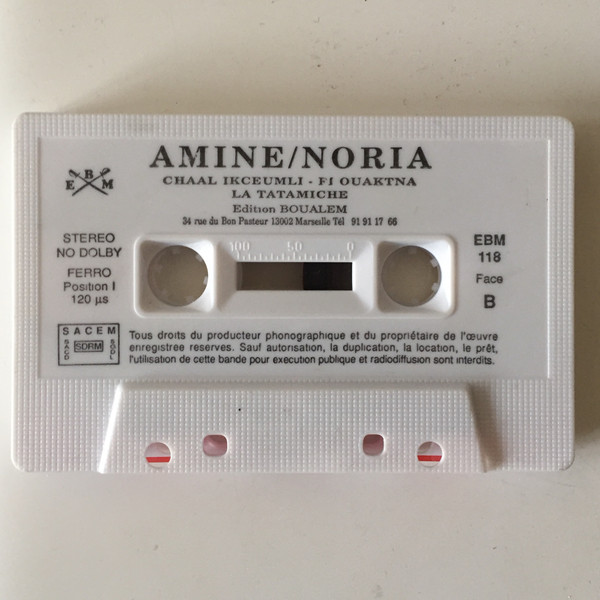 AMINE/NORIA
CHAAL IKCEUMLI - FI OUAKTNA
LA TATAMICHE
Edition BOUALEM
34 rue du Bon Pasteur 13002 Marseille Tél 91 91 17 66
E B M
STEREO
NO DOLBY
FERRO
Position I
120 µs
100 50 0
EBM
118
Face
B
SACEM
SACD SDRM SGDL
Tous droits du producteur phonographique et du propriétaire de l'œuvre
enregistrée reservés. Sauf autorisation, la duplication, la location, le prêt,
l'utilisation de cette bande pour execution publique et radiodiffusion sont interdits.